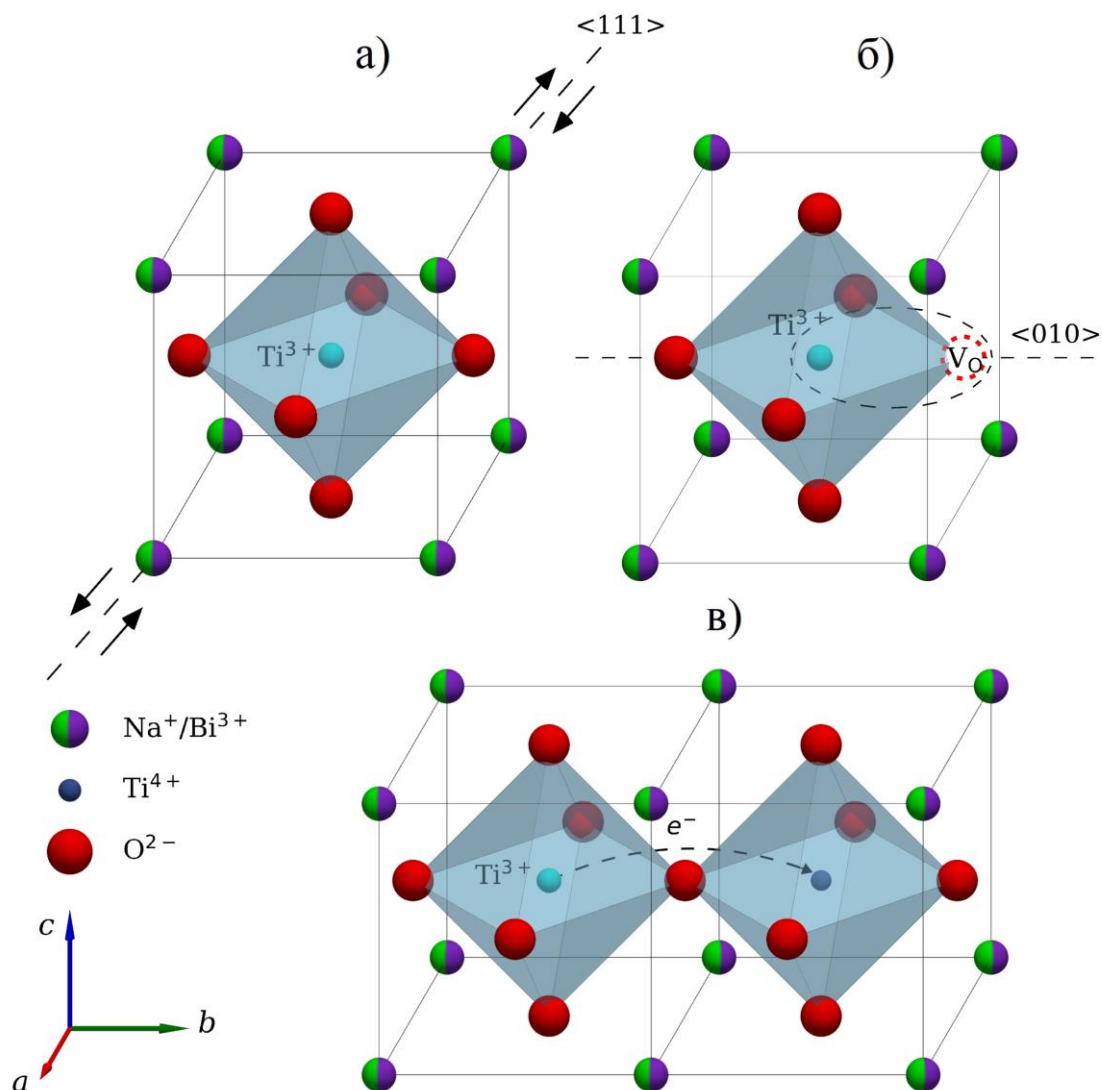 а)
<111>
б)
Ti³⁺
Ti³⁺
<010>
V_O
в)
Na⁺/Bi³⁺
Ti⁴⁺
O²⁻
e⁻
Ti³⁺
c
b
a